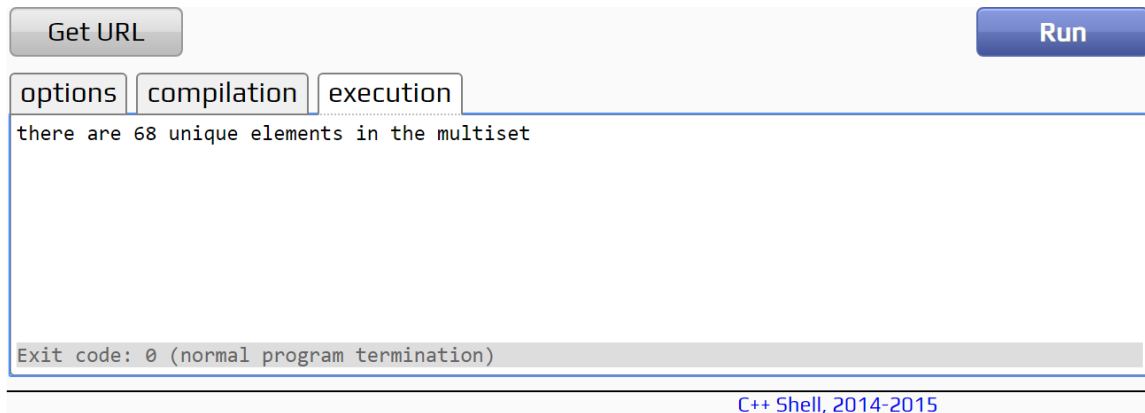 Get URL
Run
options compilation execution
there are 68 unique elements in the multiset
Exit code: 0 (normal program termination)
C++ Shell, 2014-2015